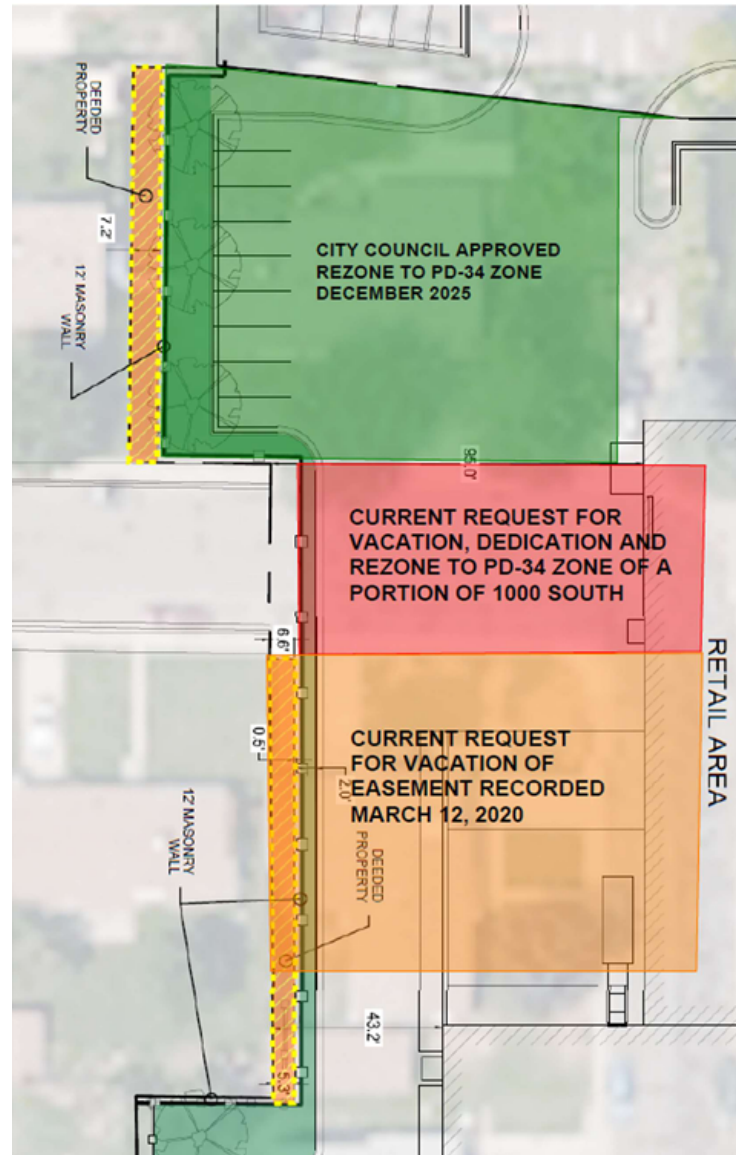 DEEDED
PROPERTY
7.2'
12' MASONRY
WALL
CITY COUNCIL APPROVED
REZONE TO PD-34 ZONE
DECEMBER 2025
95.0'
CURRENT REQUEST FOR
VACATION, DEDICATION AND
REZONE TO PD-34 ZONE OF A
PORTION OF 1000 SOUTH
6.6'
RETAIL AREA
0.5'
CURRENT REQUEST
FOR VACATION OF
EASEMENT RECORDED
MARCH 12, 2020
2.0'
12' MASONRY
WALL
DEEDED
PROPERTY
43.2'
5.3'